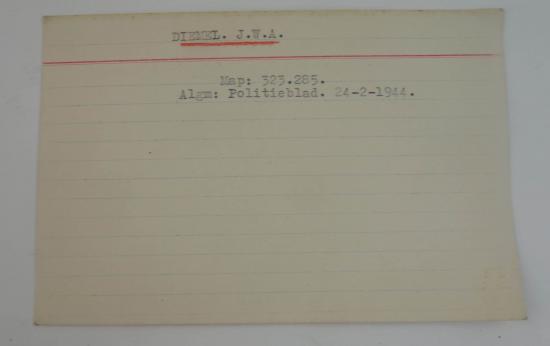 DIEMEL. J.W.A.
Map: 323.285.
Algm: Politieblad. 24-2-1944.